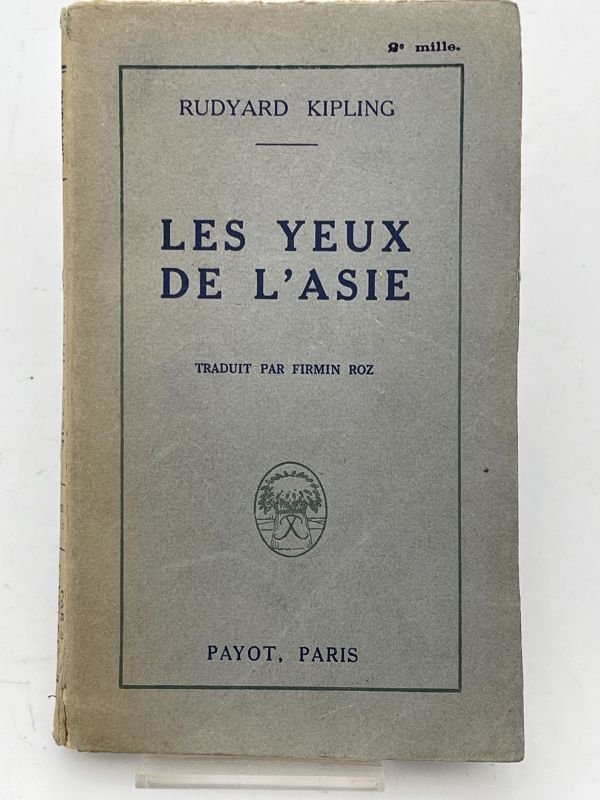 2e mille.
RUDYARD KIPLING
LES YEUX
DE L'ASIE
TRADUIT PAR FIRMIN ROZ
PAYOT, PARIS